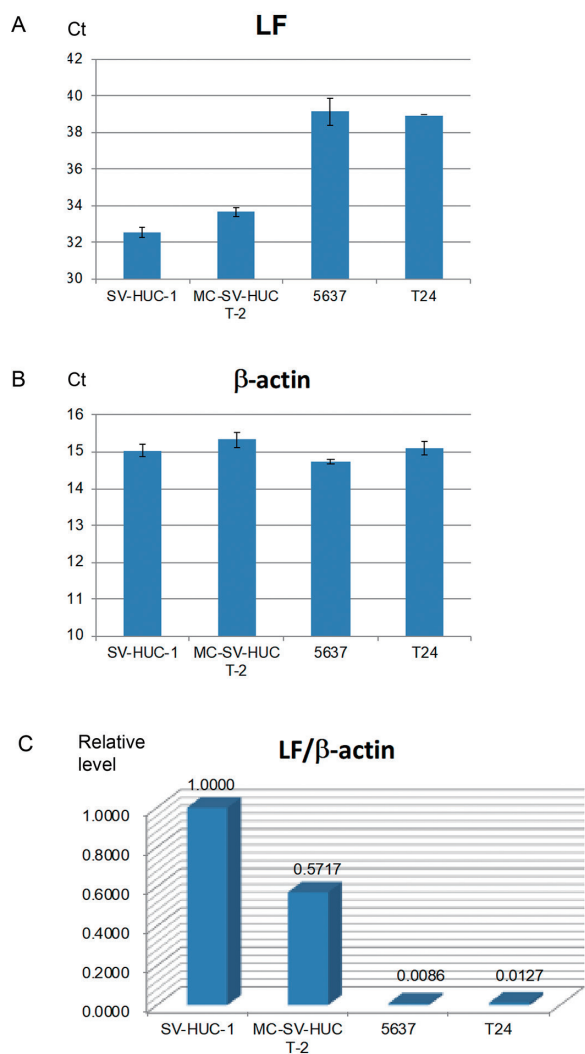 A
Ct
LF
42
40
38
36
34
32
30
SV-HUC-1
MC-SV-HUC
T-2
5637
T24
B
Ct
β-actin
16
15
14
13
12
11
10
SV-HUC-1
MC-SV-HUC
T-2
5637
T24
C
Relative
level
LF/β-actin
1.0000
0.5717
0.0086
0.0127
1.0000
0.8000
0.6000
0.4000
0.2000
0.0000
SV-HUC-1
MC-SV-HUC
T-2
5637
T24